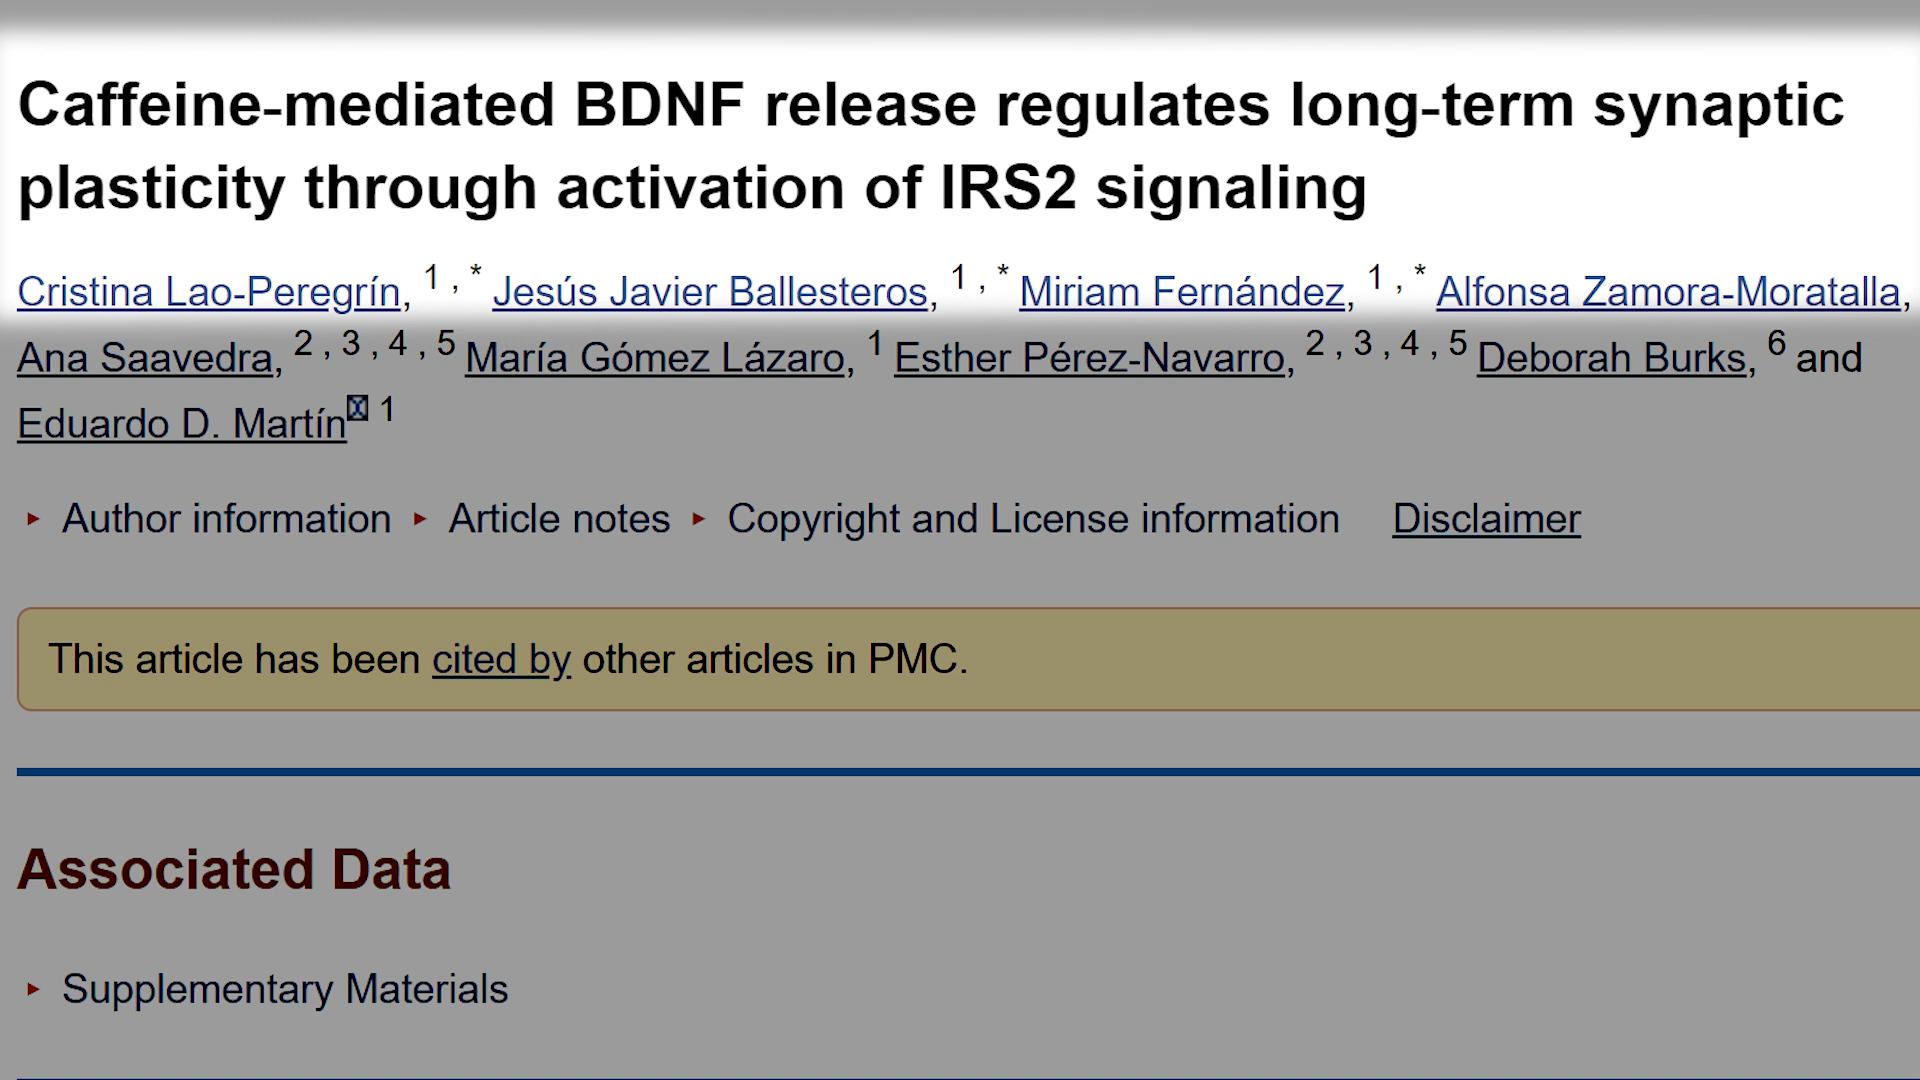 Caffeine-mediated BDNF release regulates long-term synaptic
plasticity through activation of IRS2 signaling
Cristina Lao-Peregrín, 1 , * Jesús Javier Ballesteros, 1 , * Miriam Fernández, 1 , * Alfonsa Zamora-Moratalla,
Ana Saavedra, 2 , 3 , 4 , 5 María Gómez Lázaro, 1 Esther Pérez-Navarro, 2 , 3 , 4 , 5 Deborah Burks, 6 and
Eduardo D. Martín 1
Author information Article notes Copyright and License information Disclaimer
This article has been cited by other articles in PMC.
Associated Data
Supplementary Materials